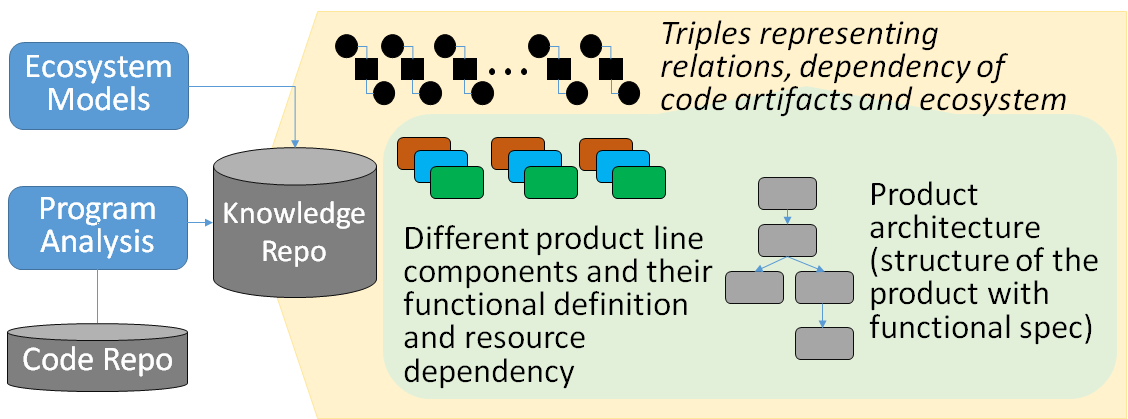 Ecosystem
Models
Program
Analysis
Code Repo
Knowledge
Repo
Triples representing
relations, dependency of
code artifacts and ecosystem
Different product line
components and their
functional definition
and resource
dependency
Product
architecture
(structure of the
product with
functional spec)